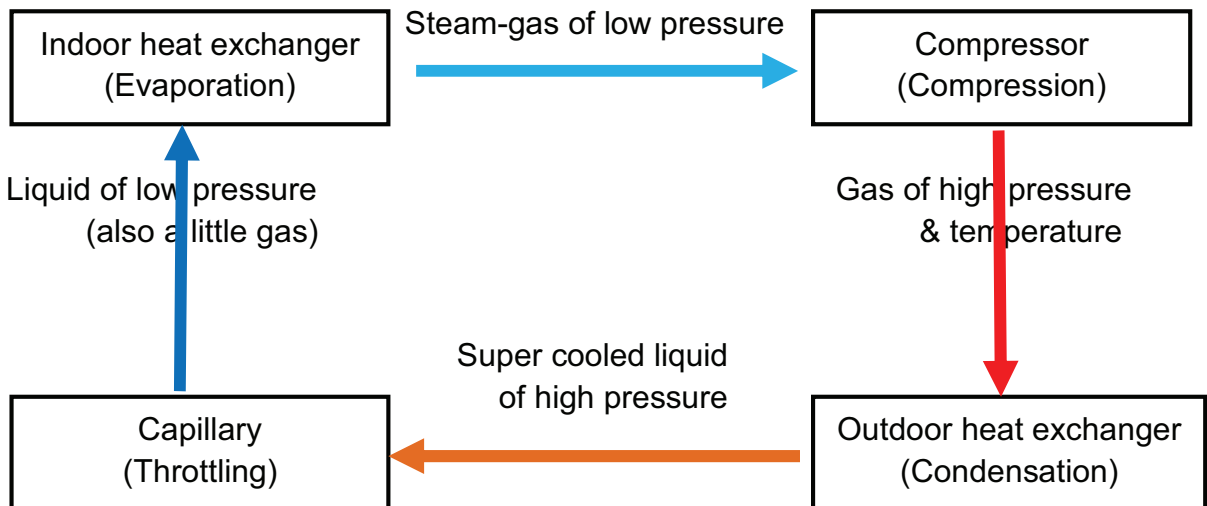 Indoor heat exchanger
(Evaporation)
Steam-gas of low pressure
Compressor
(Compression)
Liquid of low pressure
(also a little gas)
Gas of high pressure
& temperature
Super cooled liquid
of high pressure
Capillary
(Throttling)
Outdoor heat exchanger
(Condensation)